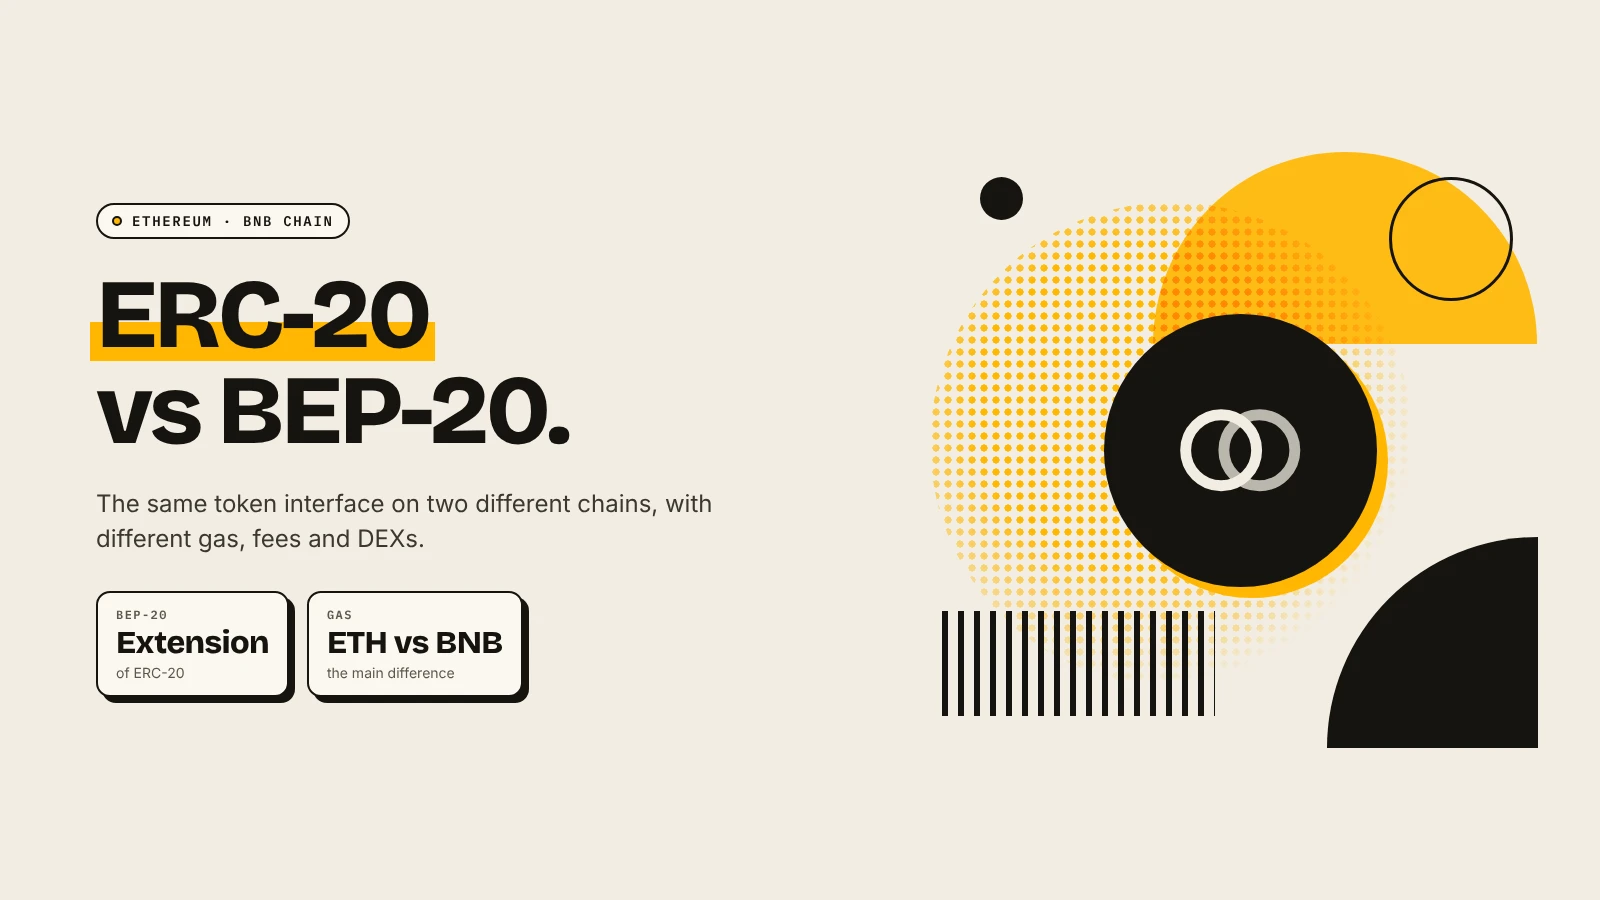 ETHEREUM · BNB CHAIN
ERC-20
vs BEP-20.
The same token interface on two different chains, with
different gas, fees and DEXs.
BEP-20
Extension
of ERC-20
GAS
ETH vs BNB
the main difference